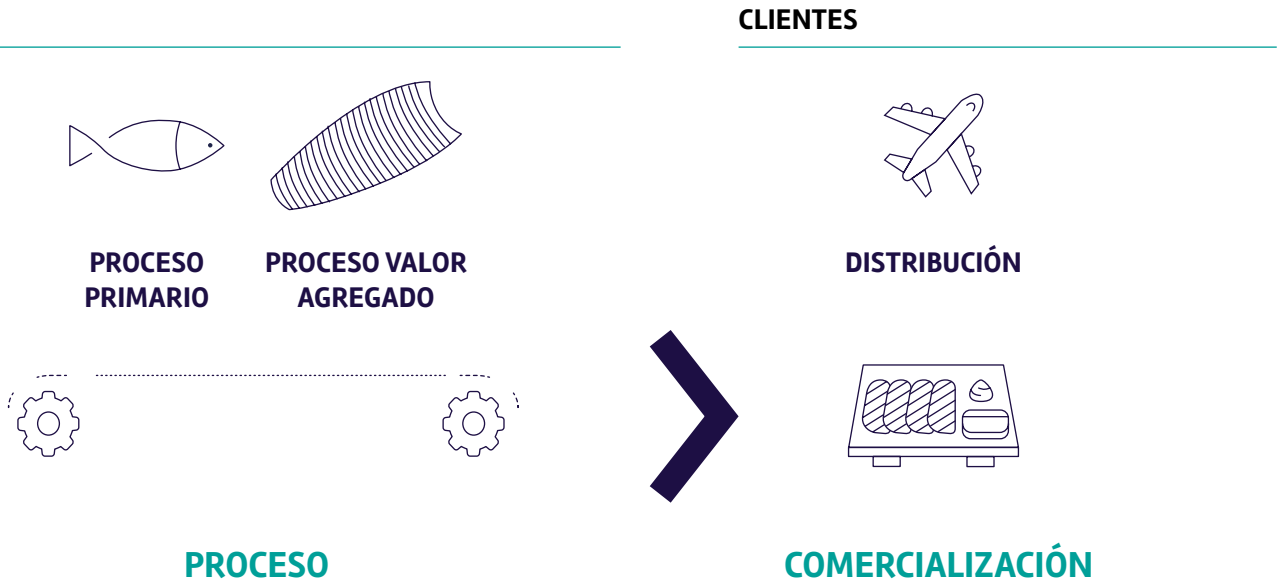 CLIENTES
PROCESO
PRIMARIO
PROCESO VALOR
AGREGADO
DISTRIBUCIÓN
PROCESO
COMERCIALIZACIÓN